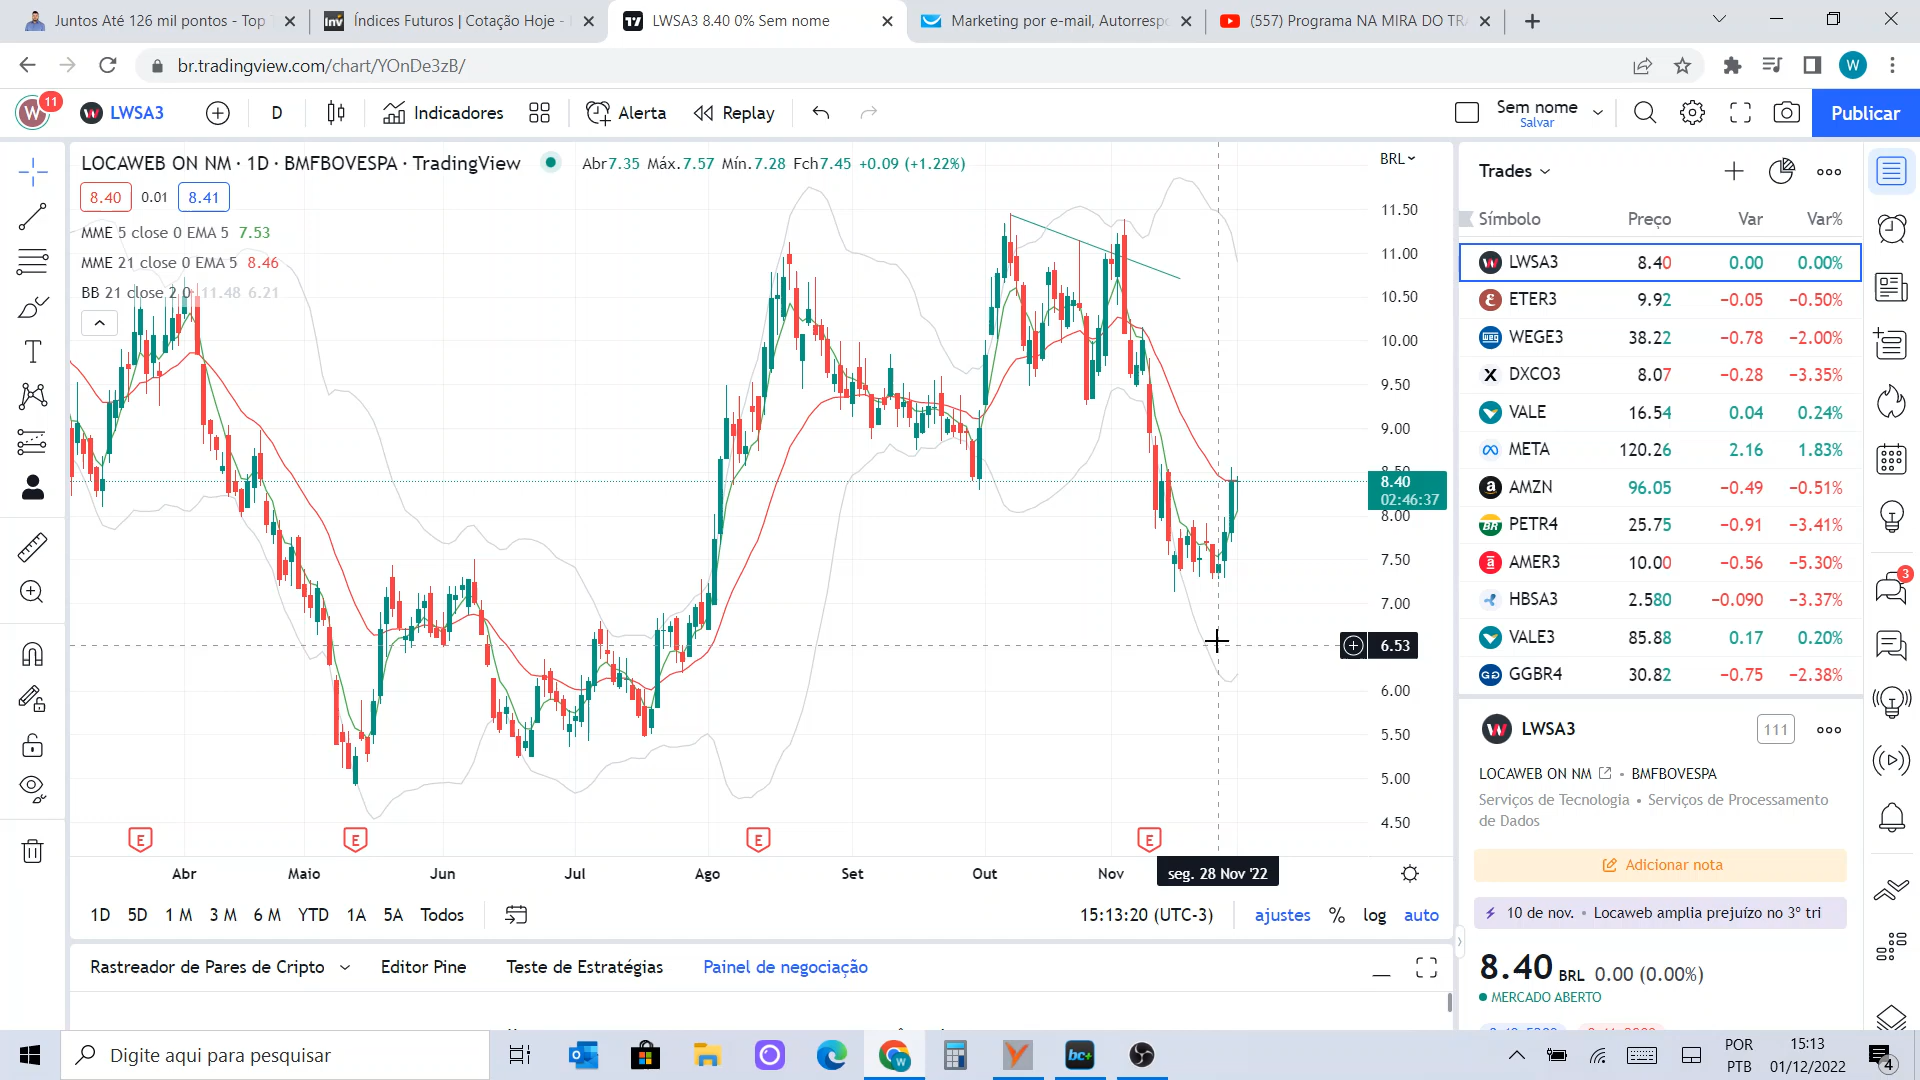 Juntos Até 126 mil pontos - Top T
Índices Futuros | Cotação Hoje -
LWSA3 8.40 0% Sem nome
Marketing por e-mail, Autorrespo
(557) Programa NA MIRA DO TRA
br.tradingview.com/chart/YOnDe3zB/
W
W
11
LWSA3
D
Indicadores
Alerta
Replay
Sem nome
Salvar
Publicar
LOCAWEB ON NM · 1D · BMFBOVESPA · TradingView
Abr7.35 Máx.7.57 Mín.7.28 Fch7.45 +0.09 (+1.22%)
BRL
8.40 0.01 8.41
MME 5 close 0 EMA 5 7.53
MME 21 close 0 EMA 5 8.46
BB 21 close 2 0 11.48 6.21
11.50
11.00
10.50
10.00
9.50
9.00
8.50
8.40
02:46:37
8.00
7.50
7.00
6.53
6.00
5.50
5.00
4.50
E E E E
Abr Maio Jun Jul Ago Set Out Nov seg. 28 Nov '22
1D 5D 1 M 3 M 6 M YTD 1A 5A Todos
15:13:20 (UTC-3) ajustes % log auto
Rastreador de Pares de Cripto Editor Pine Teste de Estratégias Painel de negociação
Trades
Símbolo Preço Var Var%
LWSA3 8.40 0.00 0.00%
ETER3 9.92 −0.05 −0.50%
WEGE3 38.22 −0.78 −2.00%
DXCO3 8.07 −0.28 −3.35%
VALE 16.54 0.04 0.24%
META 120.26 2.16 1.83%
AMZN 96.05 −0.49 −0.51%
PETR4 25.75 −0.91 −3.41%
AMER3 10.00 −0.56 −5.30%
HBSA3 2.580 −0.090 −3.37%
VALE3 85.88 0.17 0.20%
GGBR4 30.82 −0.75 −2.38%
3
LWSA3
111
LOCAWEB ON NM • BMFBOVESPA
Serviços de Tecnologia • Serviços de Processamento
de Dados
Adicionar nota
10 de nov. • Locaweb amplia prejuízo no 3º tri
8.40 BRL 0.00 (0.00%)
MERCADO ABERTO
Digite aqui para pesquisar
POR
PTB
15:13
01/12/2022
4